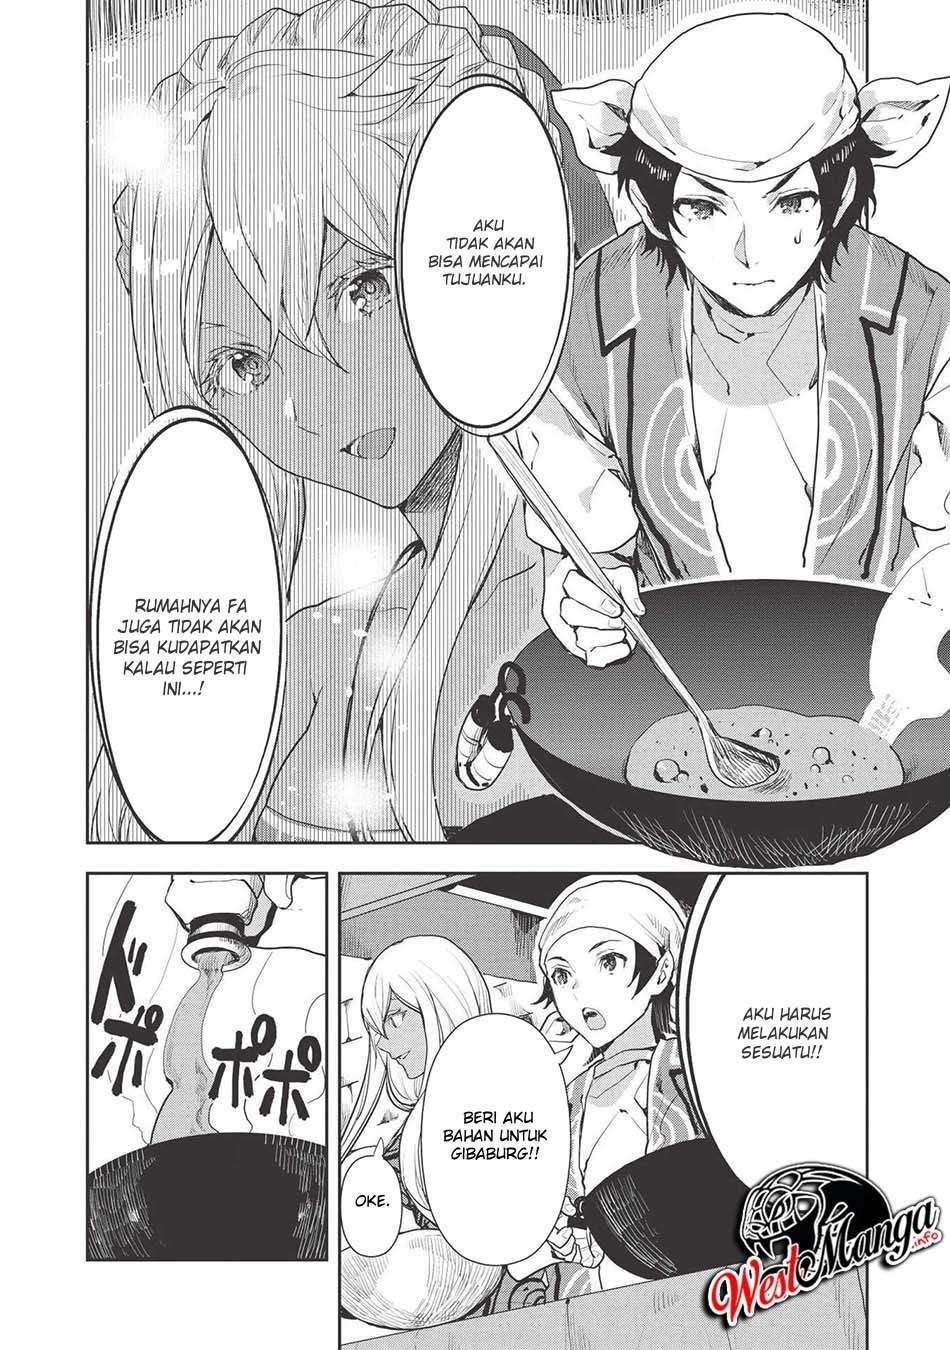 AKU
TIDAK AKAN
BISA MENCAPAI
TUJUANKU.
RUMAHNYA FA
JUGA TIDAK AKAN
BISA KUDAPATKAN
KALAU SEPERTI
INI...!
AKU HARUS
MELAKUKAN
SESUATU!!
BERI AKU
BAHAN UNTUK
GIBABURG!!
OKE.
ドポ
ポポポ
WestManga
.info